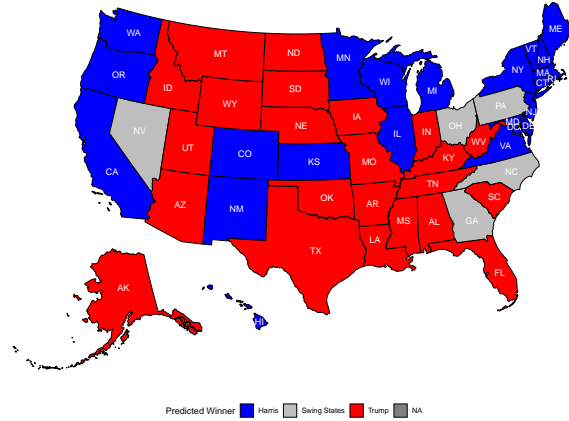 WA
OR
CA
NV
ID
MT
WY
UT
AZ
CO
NM
ND
SD
NE
KS
OK
TX
MN
IA
MO
AR
LA
WI
IL
MI
IN
OH
KY
TN
MS
AL
GA
FL
SC
NC
VA
WV
PA
NY
VT
NH
ME
MA
RI
CT
NJ
MD
DE
DC
AK
HI
Predicted Winner Harris Swing States Trump NA